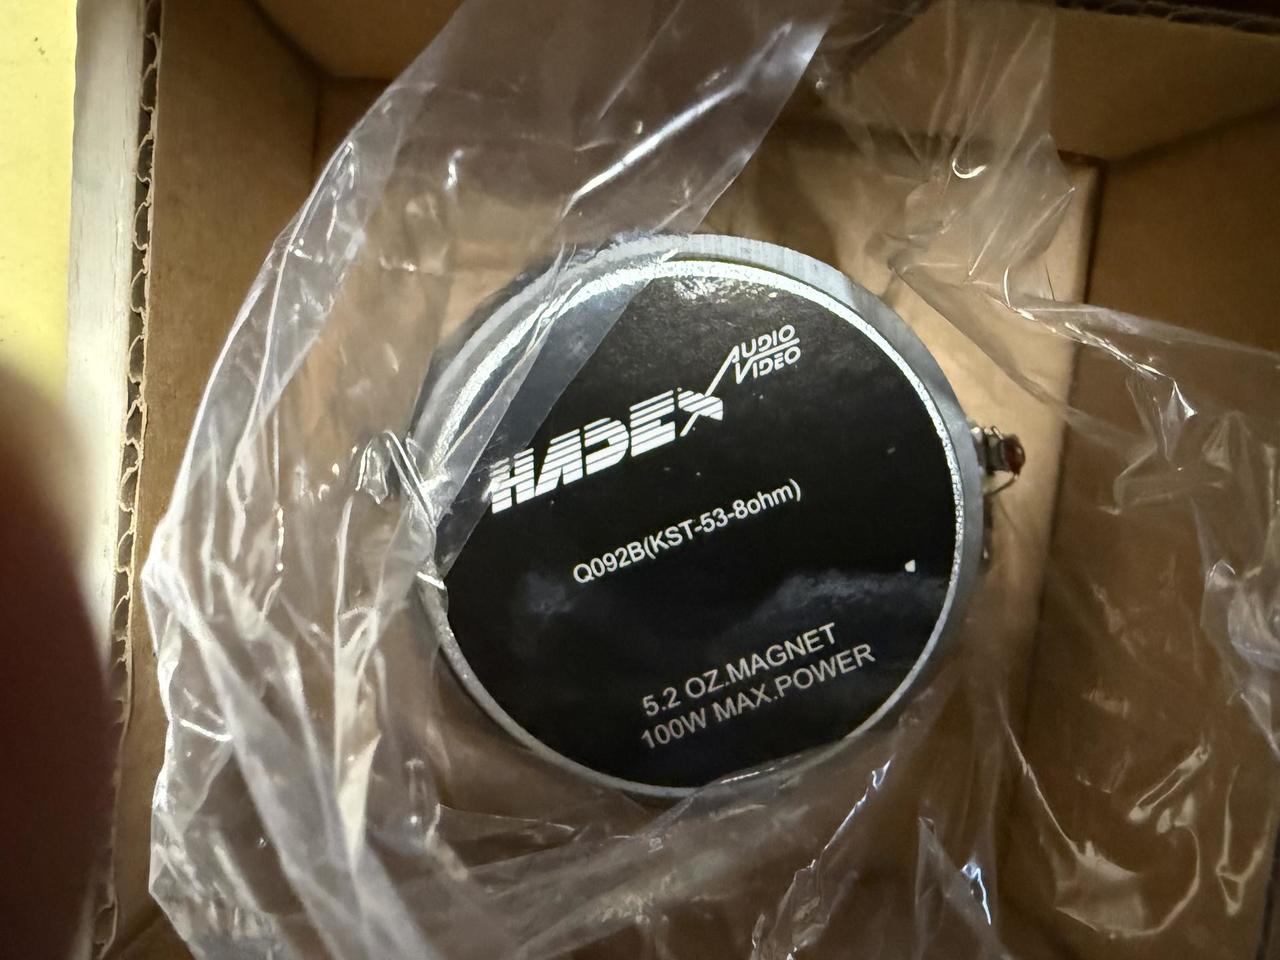 HADEX AUDIO
VIDEO
Q092B(KST-53-8ohm)
5.2 OZ.MAGNET
100W MAX.POWER